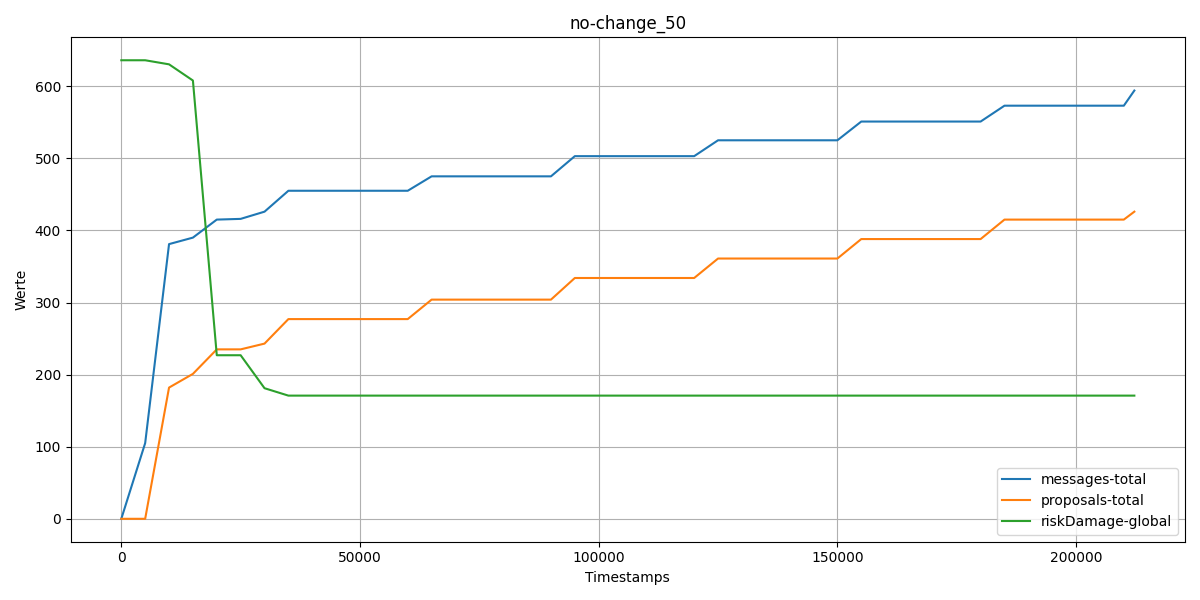 no-change_50
Werte
600
500
400
300
200
100
0
0 50000 100000 150000 200000
Timestamps
messages-total
proposals-total
riskDamage-global